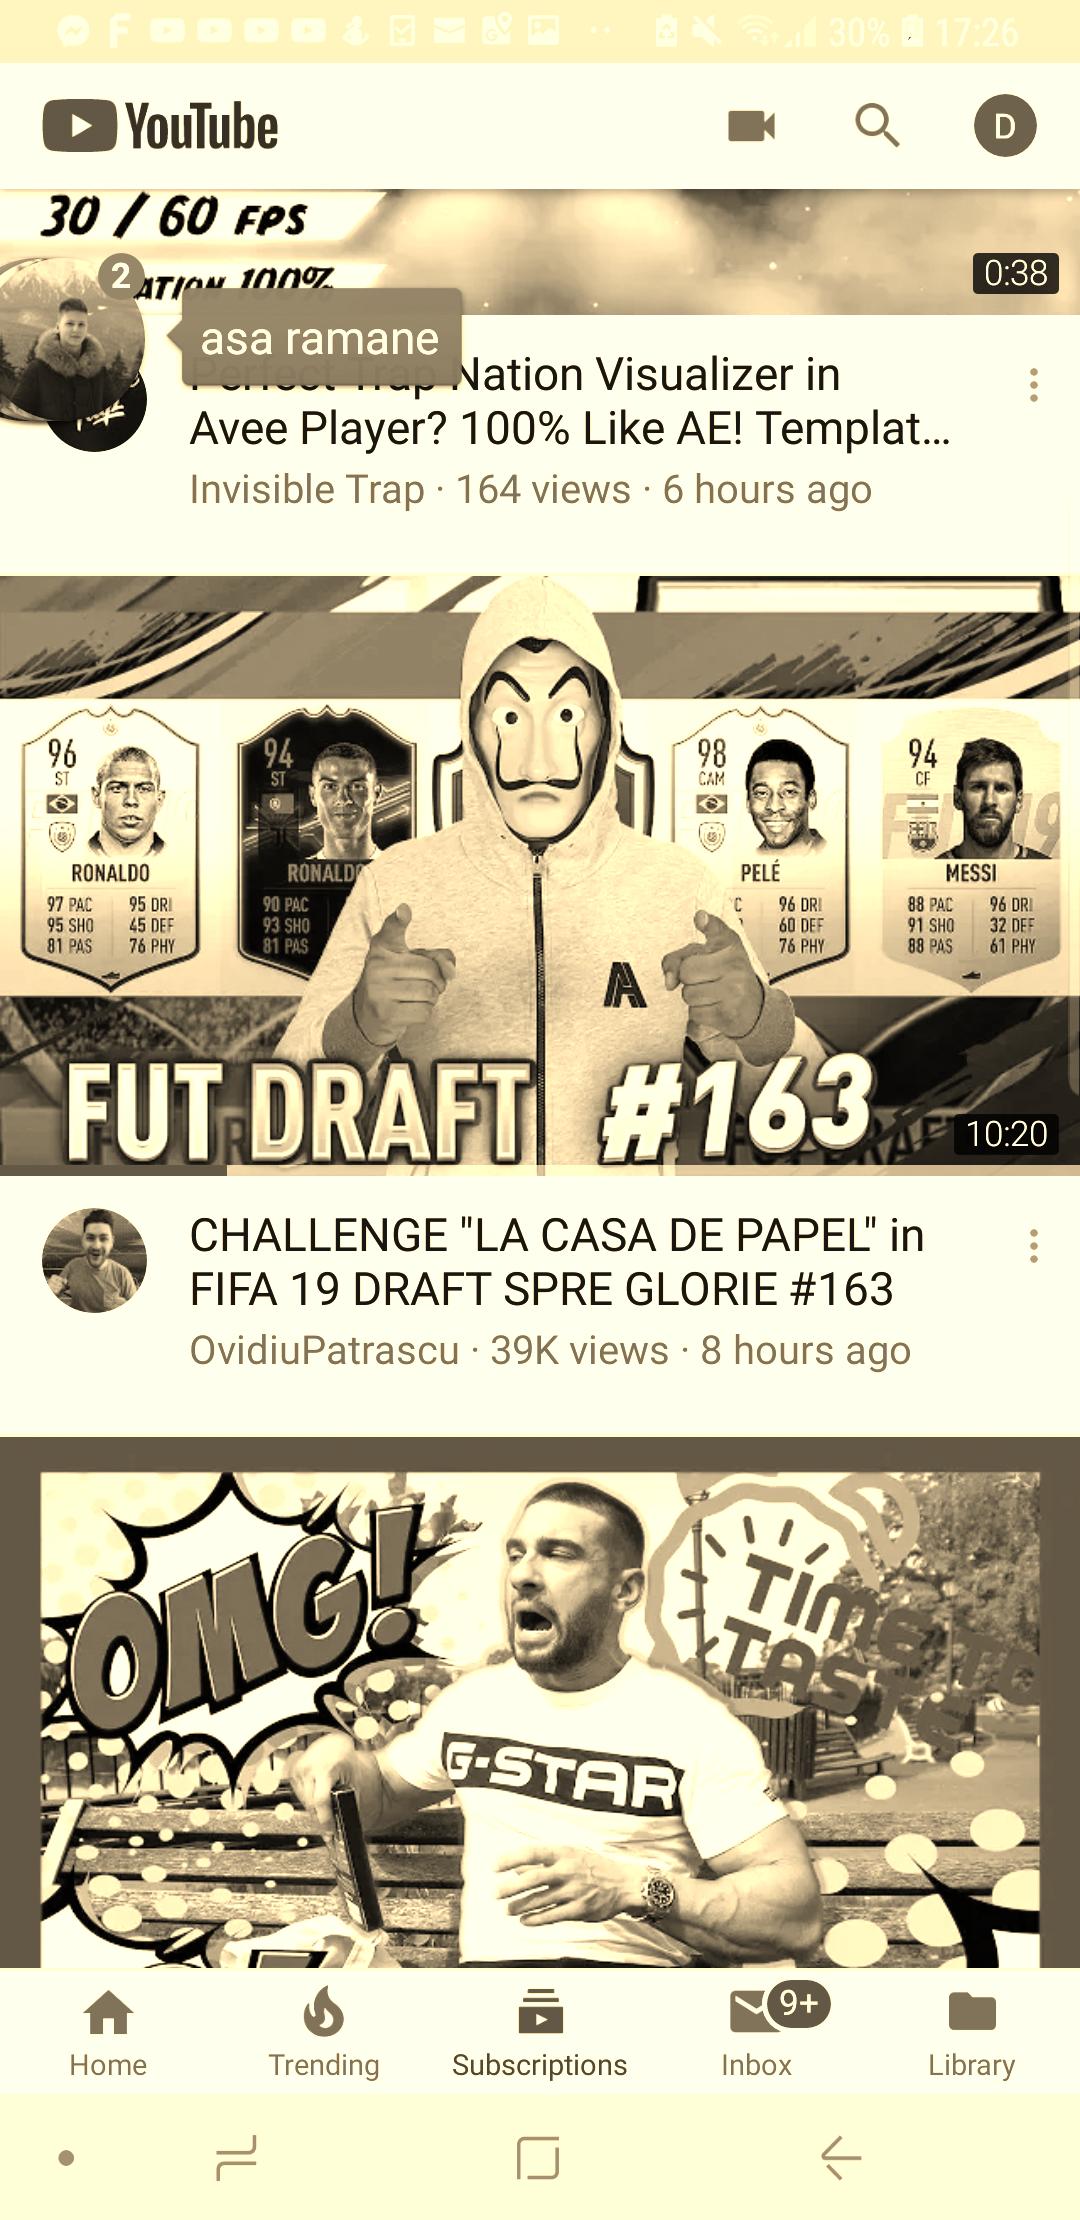 30% 17:26
YouTube
D
30 / 60 FPS
ATION 100%
0:38
2
asa ramane
Perfect Trap Nation Visualizer in
Avee Player? 100% Like AE! Templat...
Invisible Trap · 164 views · 6 hours ago
96
ST
RONALDO
97 PAC 95 DRI
95 SHO 45 DEF
81 PAS 76 PHY
94
ST
RONALD
90 PAC
93 SHO
81 PAS
98
CAM
PELÉ
C 96 DRI
60 DEF
76 PHY
94
CF
MESSI
88 PAC 96 DRI
91 SHO 32 DEF
88 PAS 61 PHY
A
FUT DRAFT #163
10:20
CHALLENGE "LA CASA DE PAPEL" in
FIFA 19 DRAFT SPRE GLORIE #163
OvidiuPatrascu · 39K views · 8 hours ago
OMG!
TIME TO
TASTE
G-STAR
9+
Home
Trending
Subscriptions
Inbox
Library